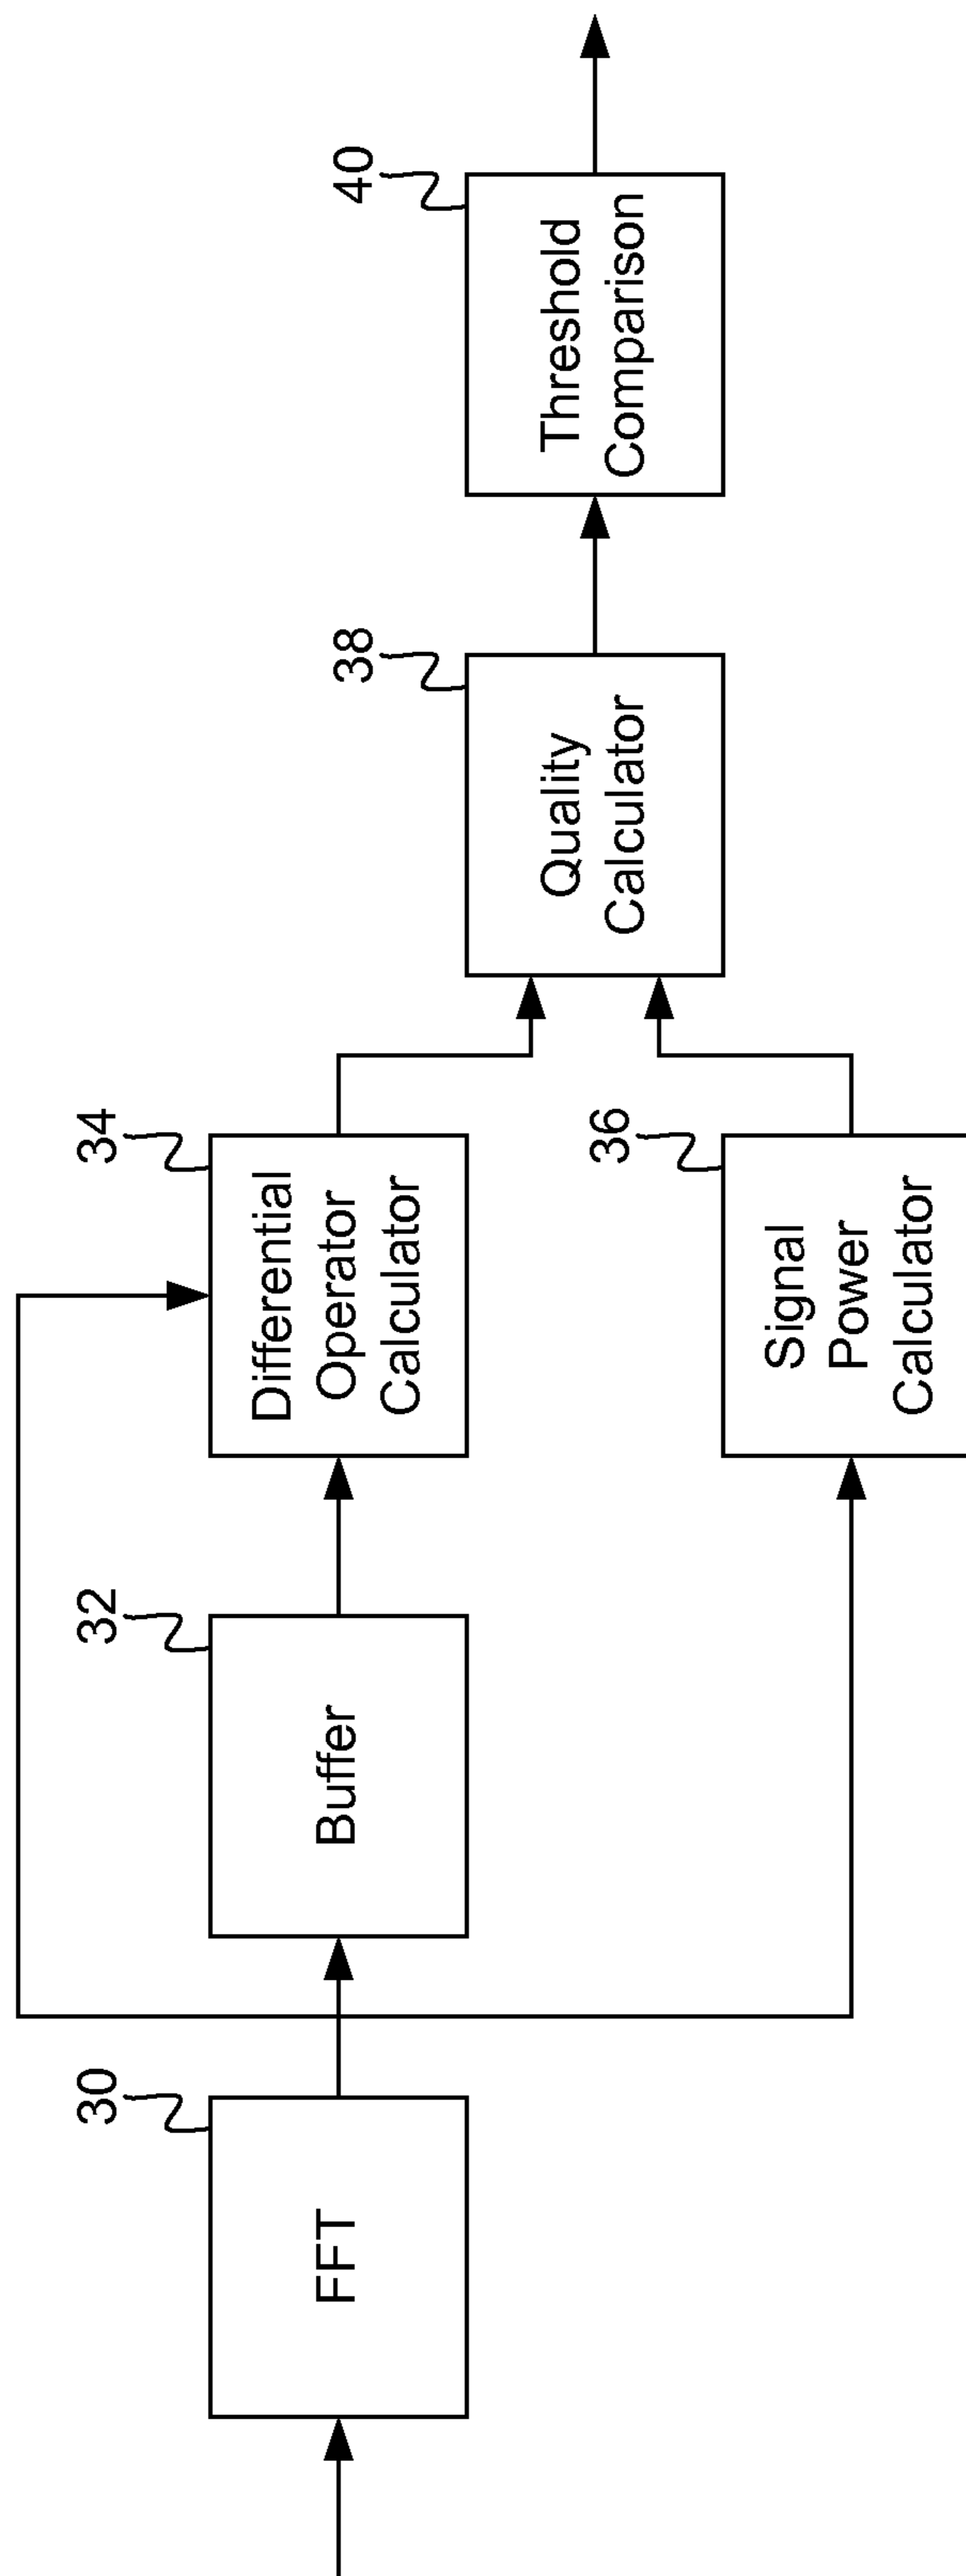 30
FFT
32
Buffer
34
Differential
Operator
Calculator
36
Signal
Power
Calculator
38
Quality
Calculator
40
Threshold
Comparison